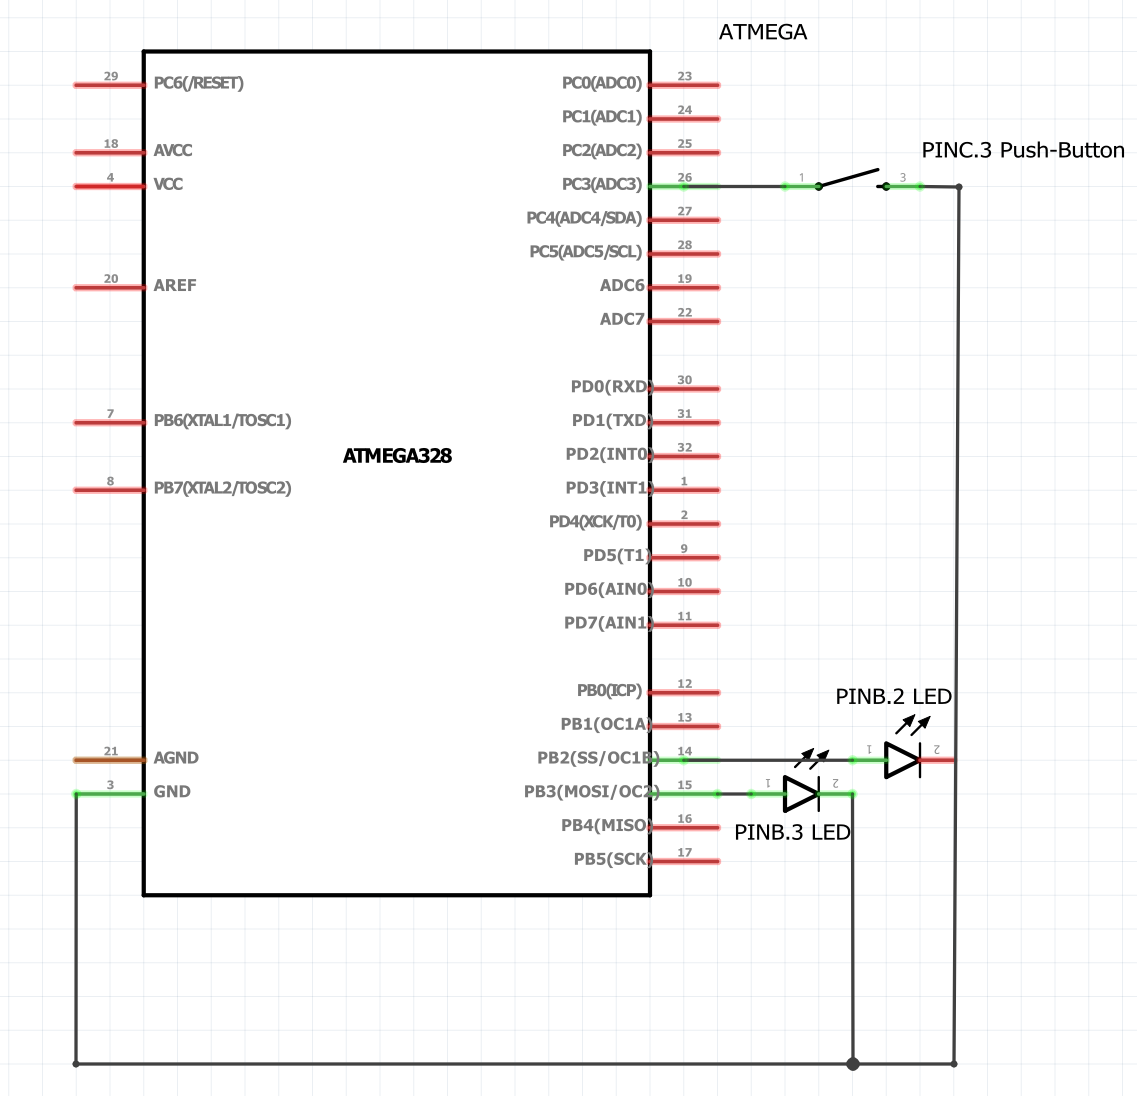 ATMEGA
29 PC6(/RESET) PC0(ADC0) 23
PC1(ADC1) 24
18 AVCC PC2(ADC2) 25
PINC.3 Push-Button
4 VCC PC3(ADC3) 26 1 3
PC4(ADC4/SDA) 27
PC5(ADC5/SCL) 28
20 AREF ADC6 19
ADC7 22
PD0(RXD) 30
7 PB6(XTAL1/TOSC1) PD1(TXD) 31
ATMEGA328 PD2(INT0) 32
8 PB7(XTAL2/TOSC2) PD3(INT1) 1
PD4(XCK/T0) 2
PD5(T1) 9
PD6(AIN0) 10
PD7(AIN1) 11
PB0(ICP) 12
PINB.2 LED
PB1(OC1A) 13
21 AGND PB2(SS/OC1B) 14 1 2
3 GND PB3(MOSI/OC2) 15 1 2
PB4(MISO) 16
PINB.3 LED
PB5(SCK) 17